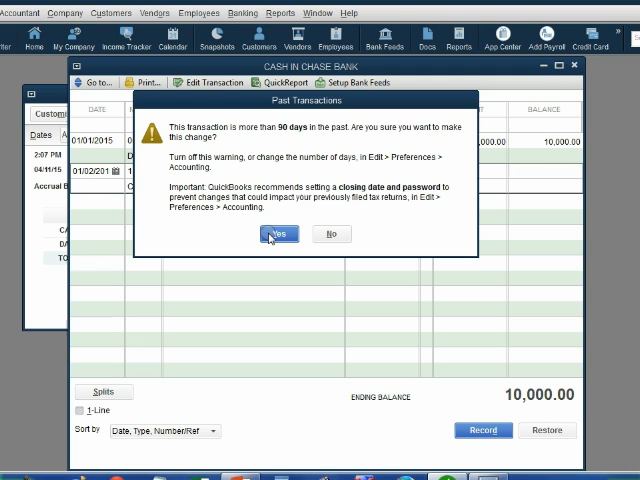 Accountant Company Customers Vendors Employees Banking Reports Window Help
Home My Company Income Tracker Calendar Snapshots Customers Vendors Employees Bank Feeds Docs Reports App Center Add Payroll Credit Card »
CASH IN CHASE BANK
Go to... Print... Edit Transaction QuickReport Setup Bank Feeds
DATE BALANCE
Past Transactions
This transaction is more than 90 days in the past. Are you sure you want to make
this change?
Turn off this warning, or change the number of days, in Edit > Preferences >
Accounting.
Important: QuickBooks recommends setting a closing date and password to
prevent changes that could impact your previously filed tax returns, in Edit >
Preferences > Accounting.
Yes No
Dates
01/01/2015 10,000.00
2:07 PM
04/11/15
Accrual
Splits
1-Line
ENDING BALANCE 10,000.00
Sort by Date, Type, Number/Ref
Record Restore